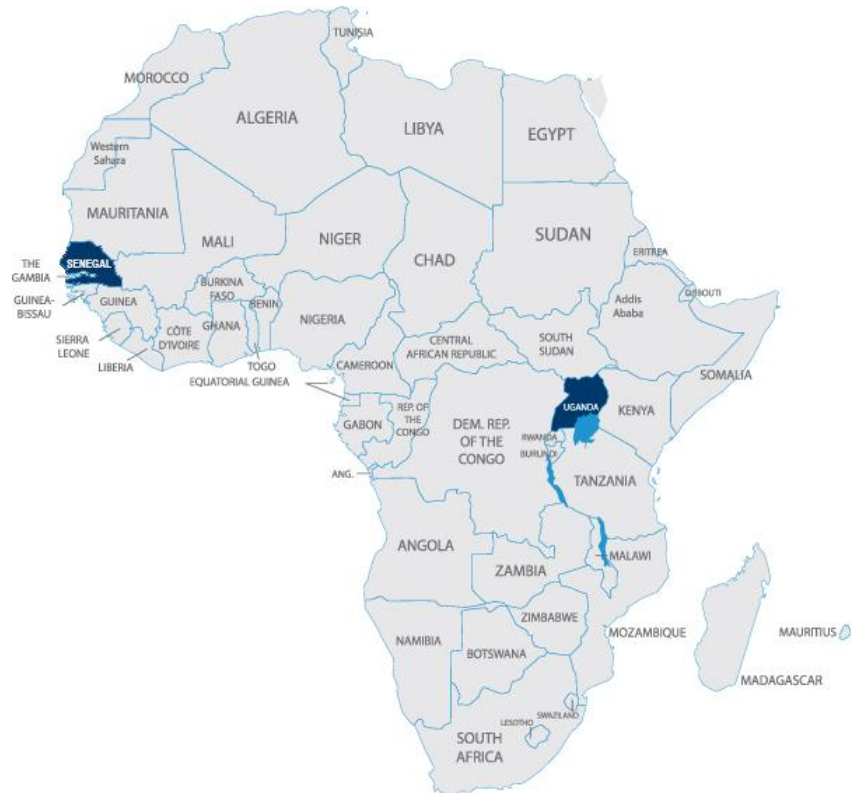 TUNISIA
MOROCCO
ALGERIA
LIBYA
EGYPT
Western
Sahara
MAURITANIA
MALI
NIGER
CHAD
SUDAN
ERITREA
THE
GAMBIA
SENEGAL
GUINEA-
BISSAU
GUINEA
BURKINA
FASO
BENIN
NIGERIA
DJIBOUTI
Addis
Ababa
SIERRA
LEONE
CÔTE
D'IVOIRE
GHANA
LIBERIA
TOGO
EQUATORIAL GUINEA
CAMEROON
CENTRAL
AFRICAN REPUBLIC
SOUTH
SUDAN
SOMALIA
UGANDA
KENYA
GABON
REP. OF
THE
CONGO
DEM. REP.
OF THE
CONGO
RWANDA
BURUNDI
ANG.
TANZANIA
ANGOLA
ZAMBIA
MALAWI
ZIMBABWE
MOZAMBIQUE
MAURITIUS
NAMIBIA
BOTSWANA
MADAGASCAR
SWAZILAND
LESOTHO
SOUTH
AFRICA